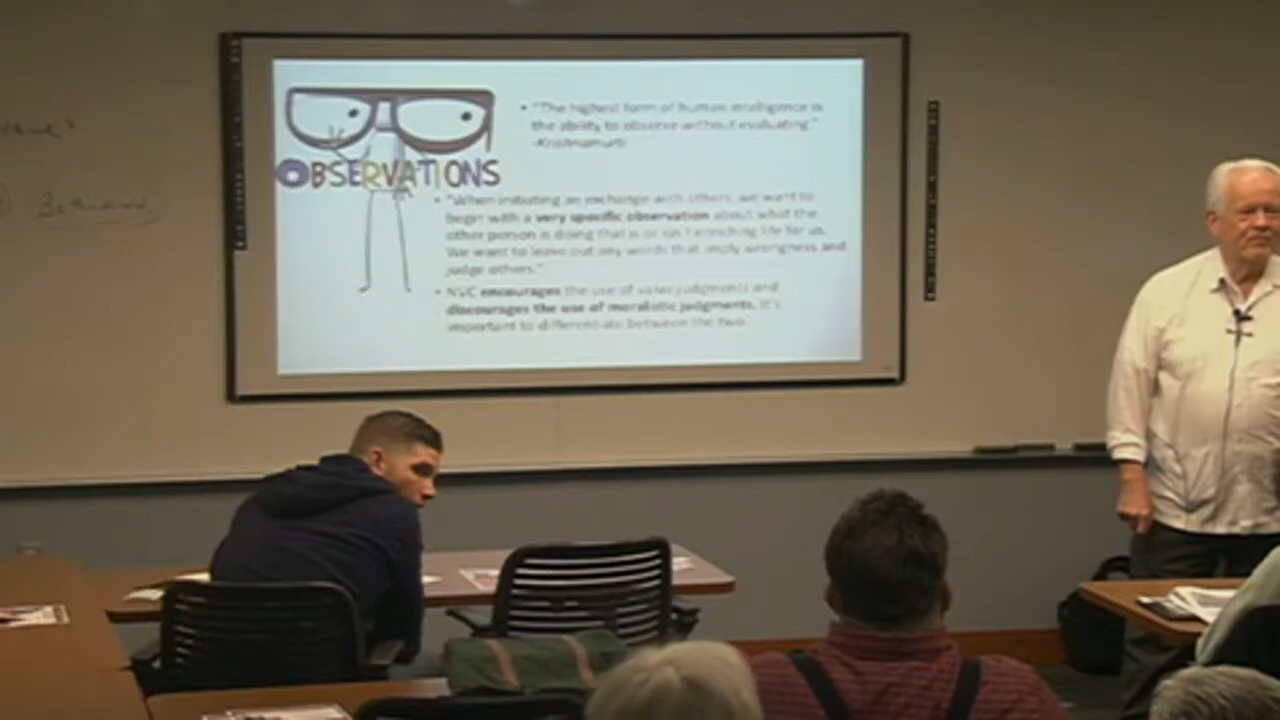 OBSERVATIONS
• "The highest form of human intelligence is
the ability to observe without evaluating"
-Krishnamurti
• "When initiating an exchange with others, we want to
begin with a very specific observation about what the
other person is doing that is or isn't enriching life for us.
We want to leave out any words that imply wrongness and
judge others."
• NVC encourages the use of value judgments and
discourages the use of moralistic judgments. It's
important to differentiate between the two.